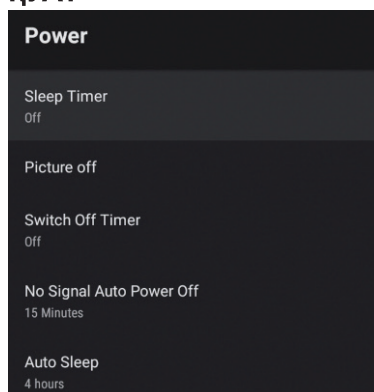 Power
Sleep Timer
Off
Picture off
Switch Off Timer
Off
No Signal Auto Power Off
15 Minutes
Auto Sleep
4 hours